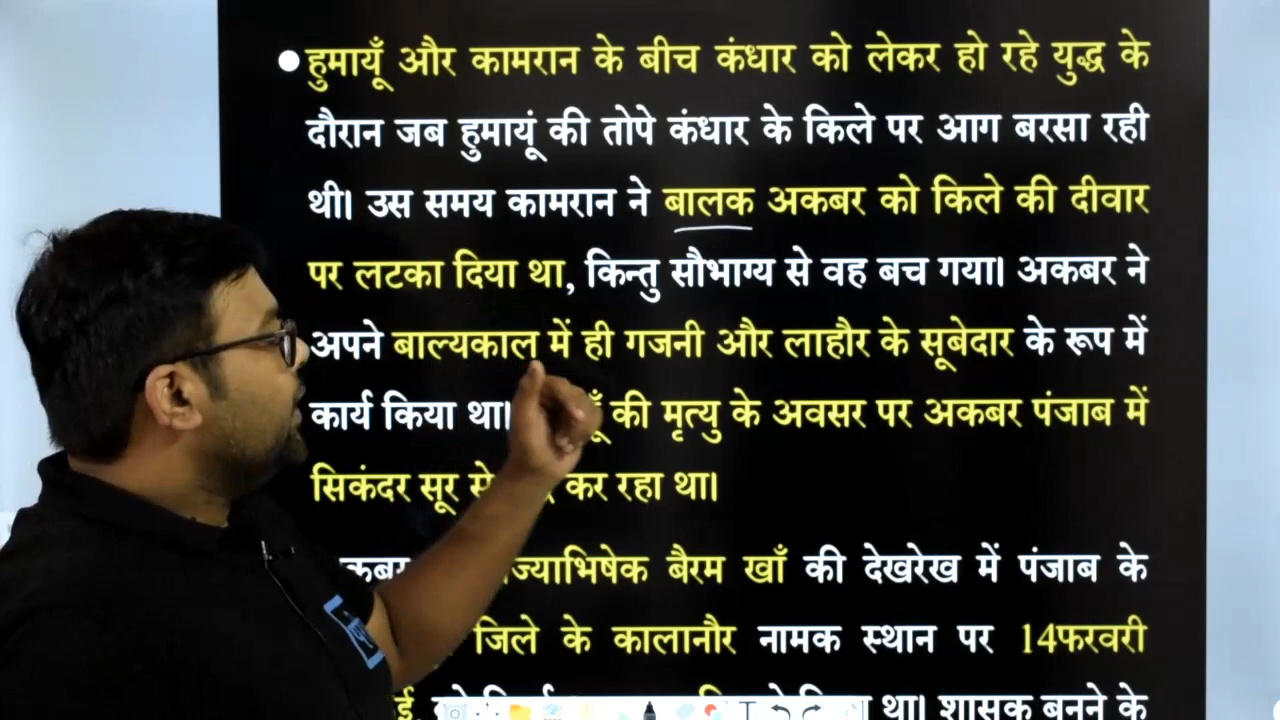 हुमायूँ और कामरान के बीच कंधार को लेकर हो रहे युद्ध के
दौरान जब हुमायूं की तोपे कंधार के किले पर आग बरसा रही
थी। उस समय कामरान ने बालक अकबर को किले की दीवार
पर लटका दिया था, किन्तु सौभाग्य से वह बच गया। अकबर ने
अपने बाल्यकाल में ही गजनी और लाहौर के सूबेदार के रूप में
कार्य किया था। की मृत्यु के अवसर पर अकबर पंजाब में
सिकंदर सूर से कर रहा था।
बैरम खाँ की देखरेख में पंजाब के
जिले के कालानौर नामक स्थान पर 14फरवरी
था। शासक बनने के